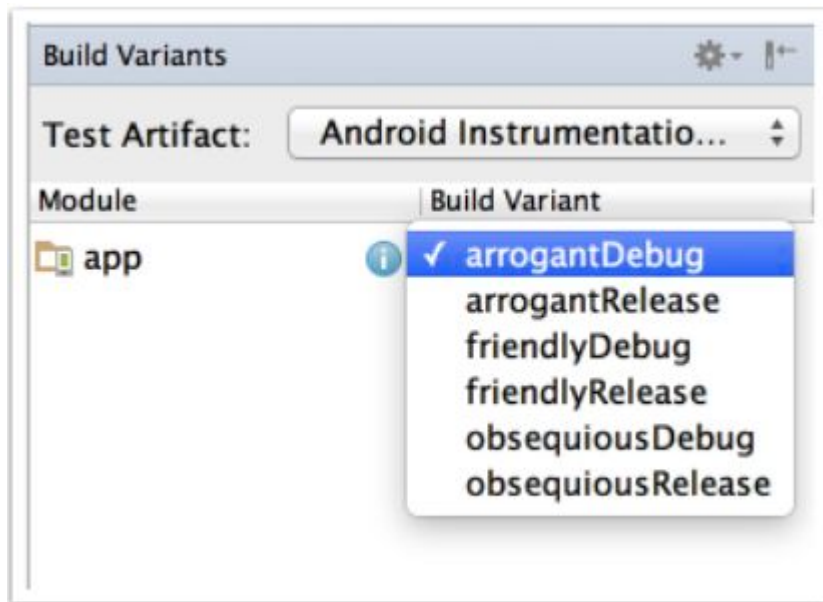 Build Variants
Test Artifact: Android Instrumentatio...
Module Build Variant
app ✓ arrogantDebug
arrogantRelease
friendlyDebug
friendlyRelease
obsequiousDebug
obsequiousRelease